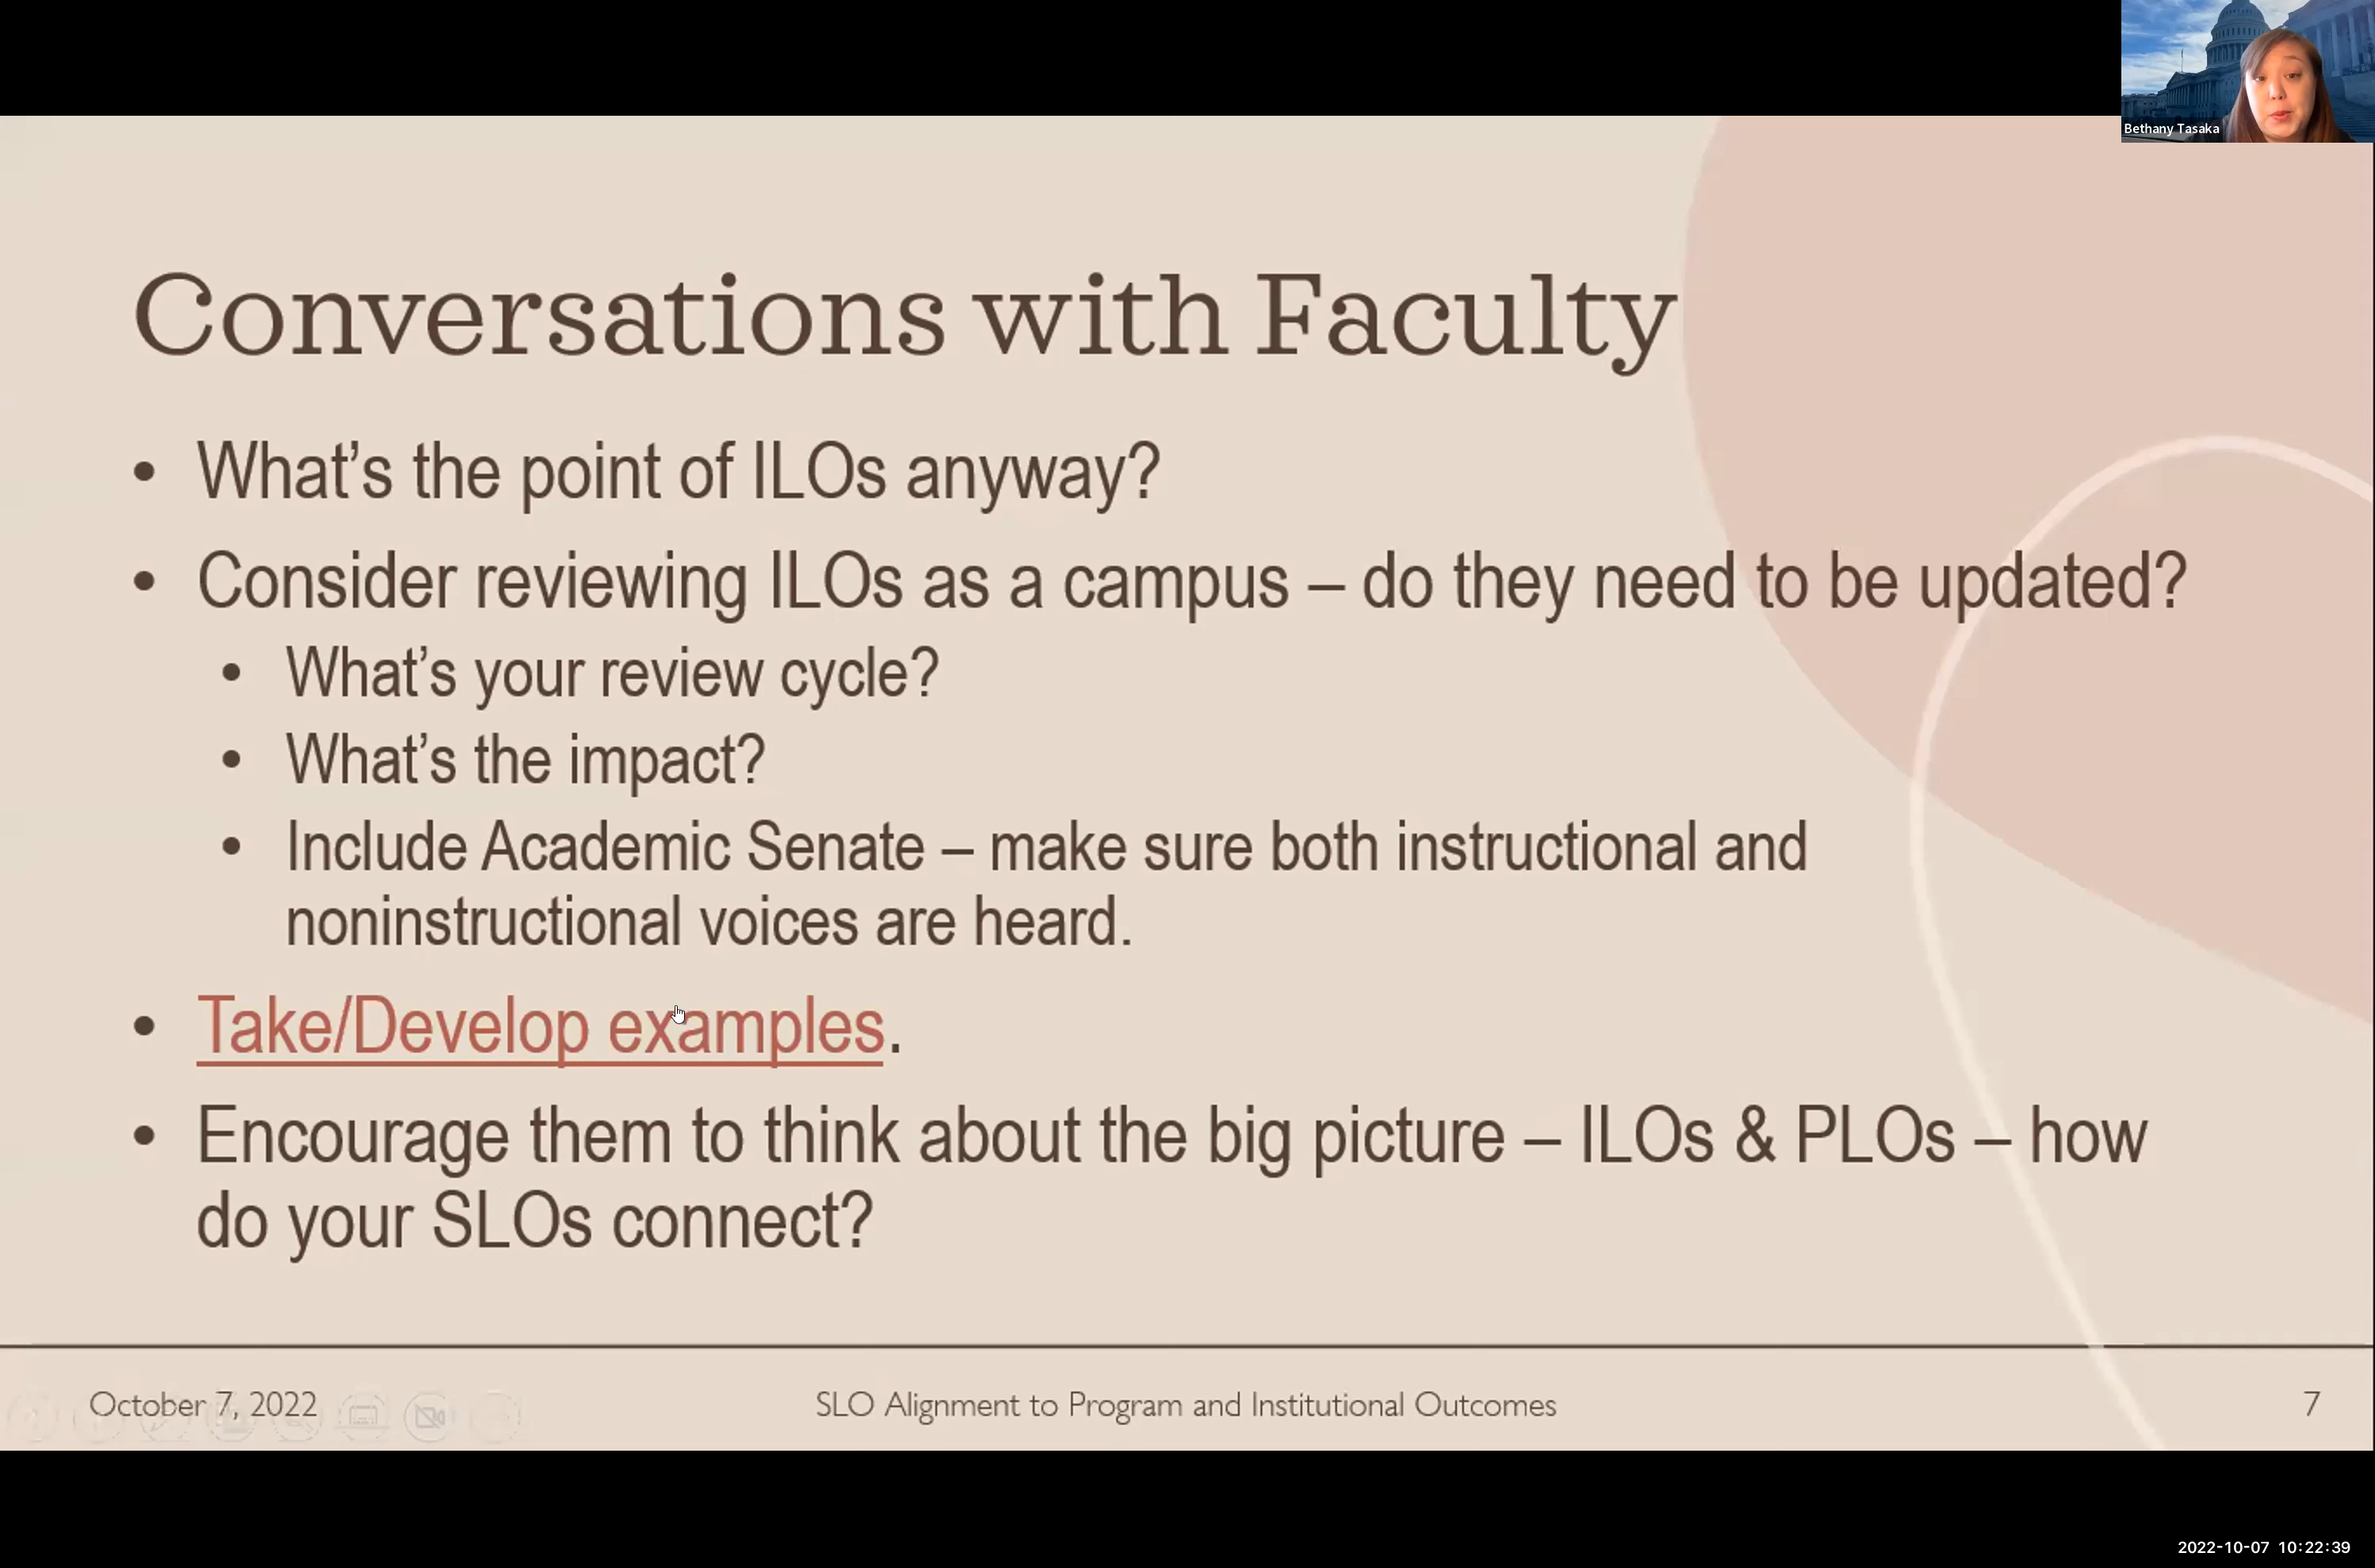 Bethany Tasaka
Conversations with Faculty
• What’s the point of ILOs anyway?
• Consider reviewing ILOs as a campus – do they need to be updated?
• What’s your review cycle?
• What’s the impact?
• Include Academic Senate – make sure both instructional and
noninstructional voices are heard.
• Take/Develop examples.
• Encourage them to think about the big picture – ILOs & PLOs – how
do your SLOs connect?
October 7, 2022
SLO Alignment to Program and Institutional Outcomes
7
2022-10-07 10:22:39